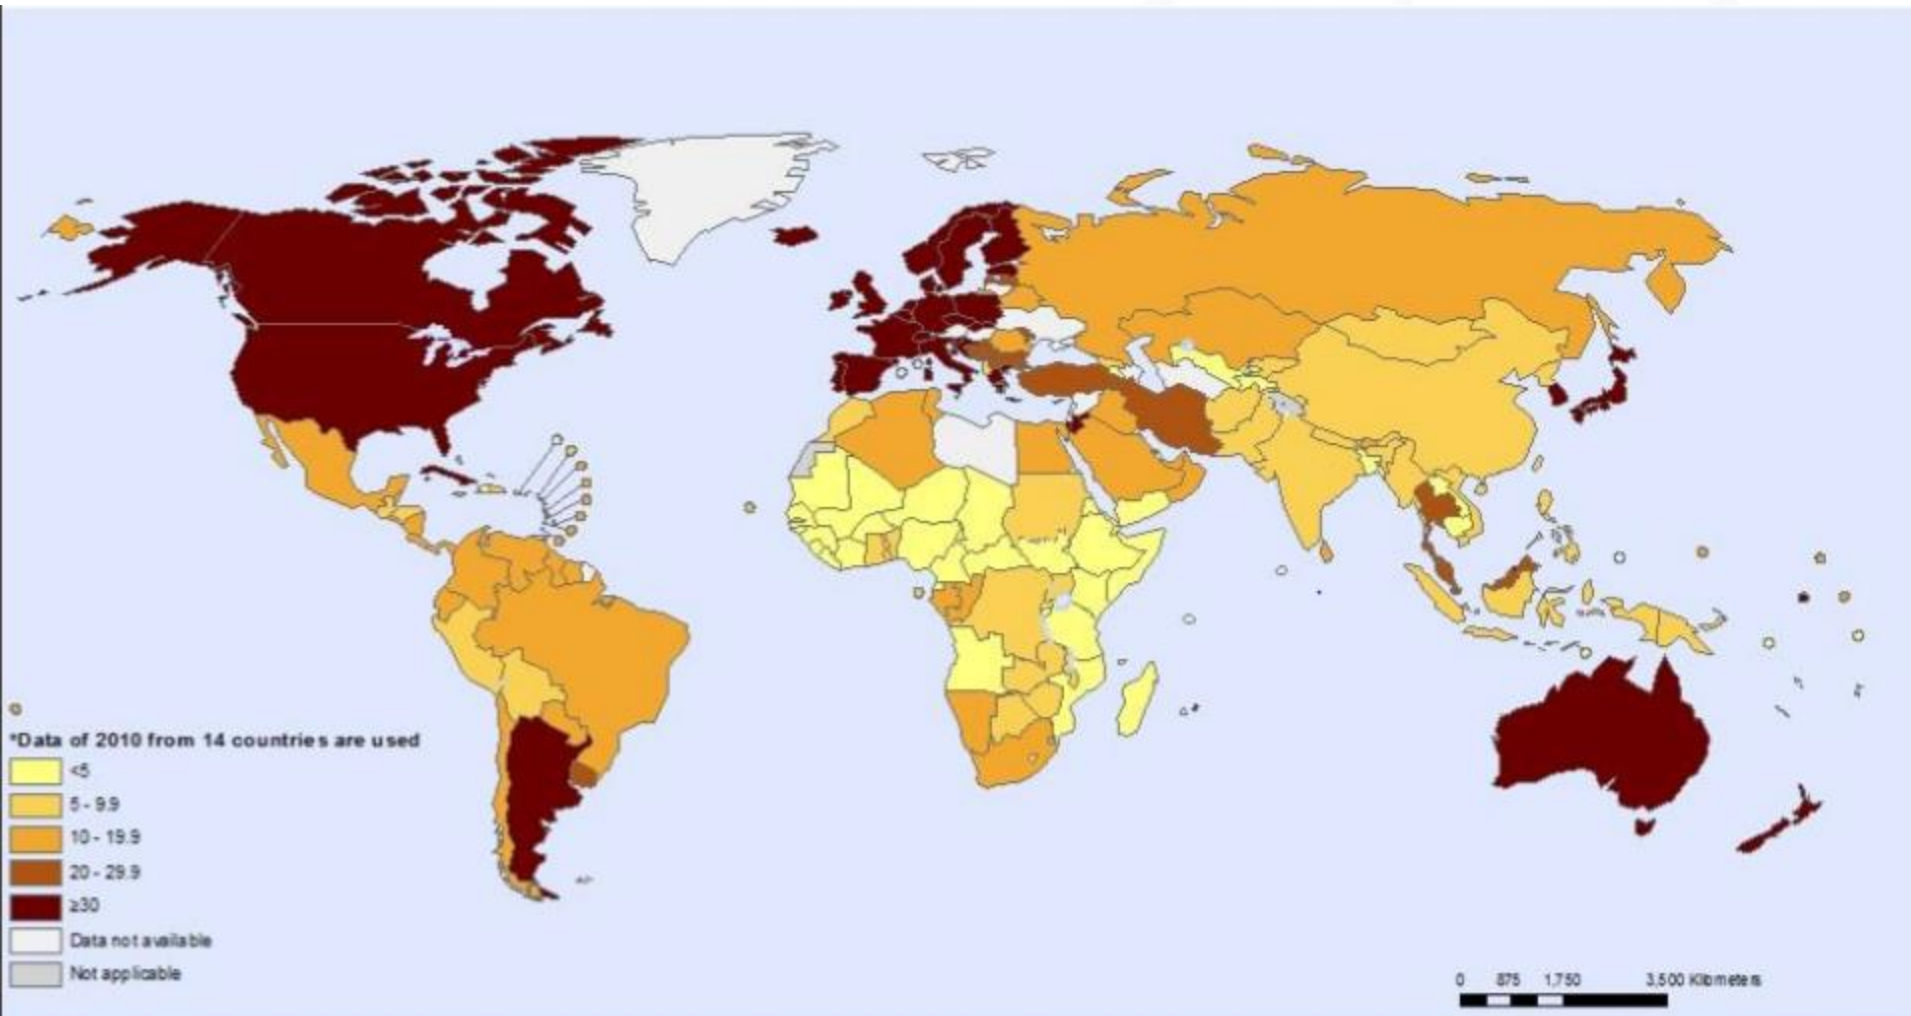 *Data of 2010 from 14 countries are used
<5
5 - 9.9
10 - 19.9
20 - 29.9
≥30
Data not available
Not applicable
0 875 1,750 3,500 Kilometers